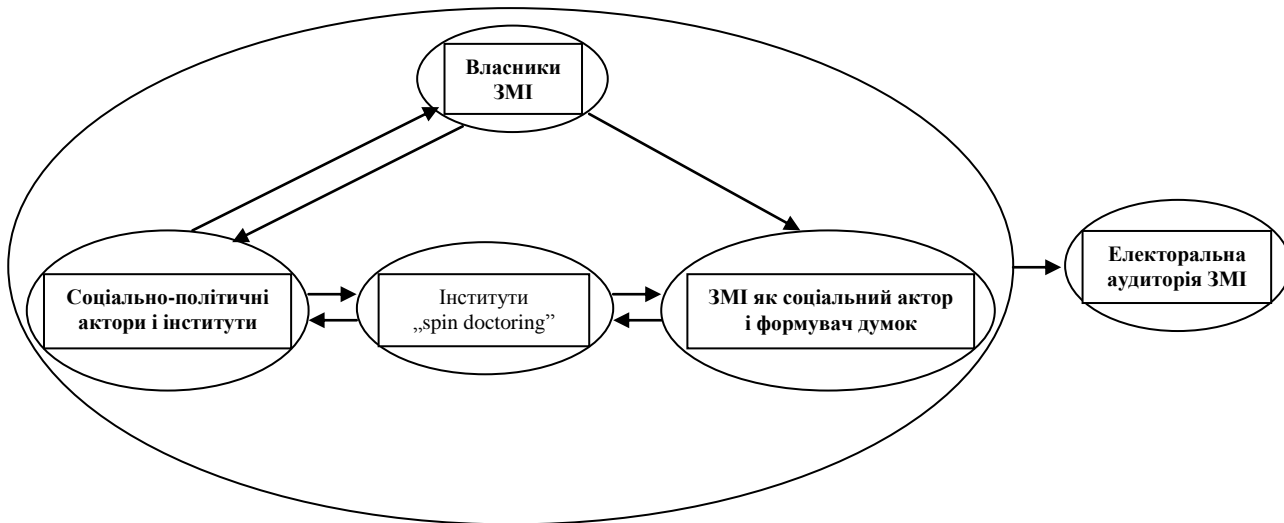 Власники
ЗМІ
Соціально-політичні
актори і інститути
Інститути
„spin doctoring”
ЗМІ як соціальний актор
і формувач думок
Електоральна
аудиторія ЗМІ